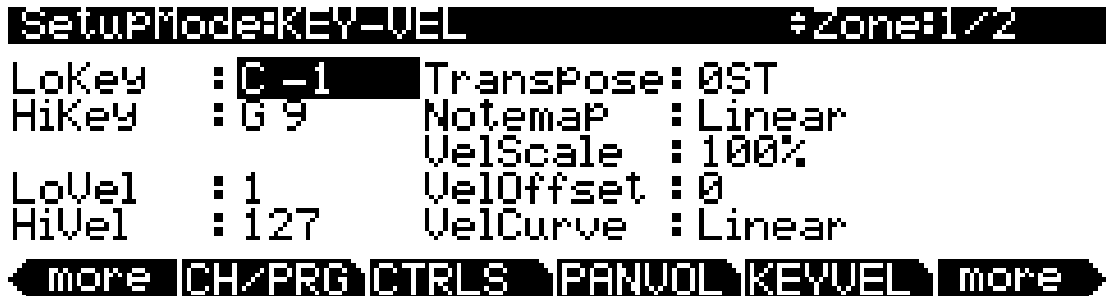 SetupMode:KEY-VEL ÷Zone:1/2
LoKey :C -1 Transpose:0ST
HiKey :G 9 Notemap :Linear
VelScale :100%
LoVel :1 VelOffset :0
HiVel :127 VelCurve :Linear
more CH/PRG CTRLS PANVOL KEYVEL more